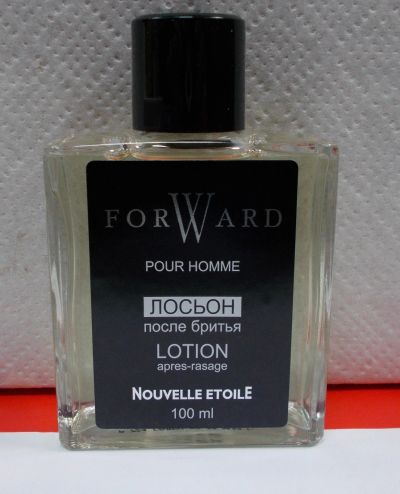 FORWARD
POUR HOMME
ЛОСЬОН
после бритья
LOTION
apres-rasage
NOUVELLE ETOILE
100 ml